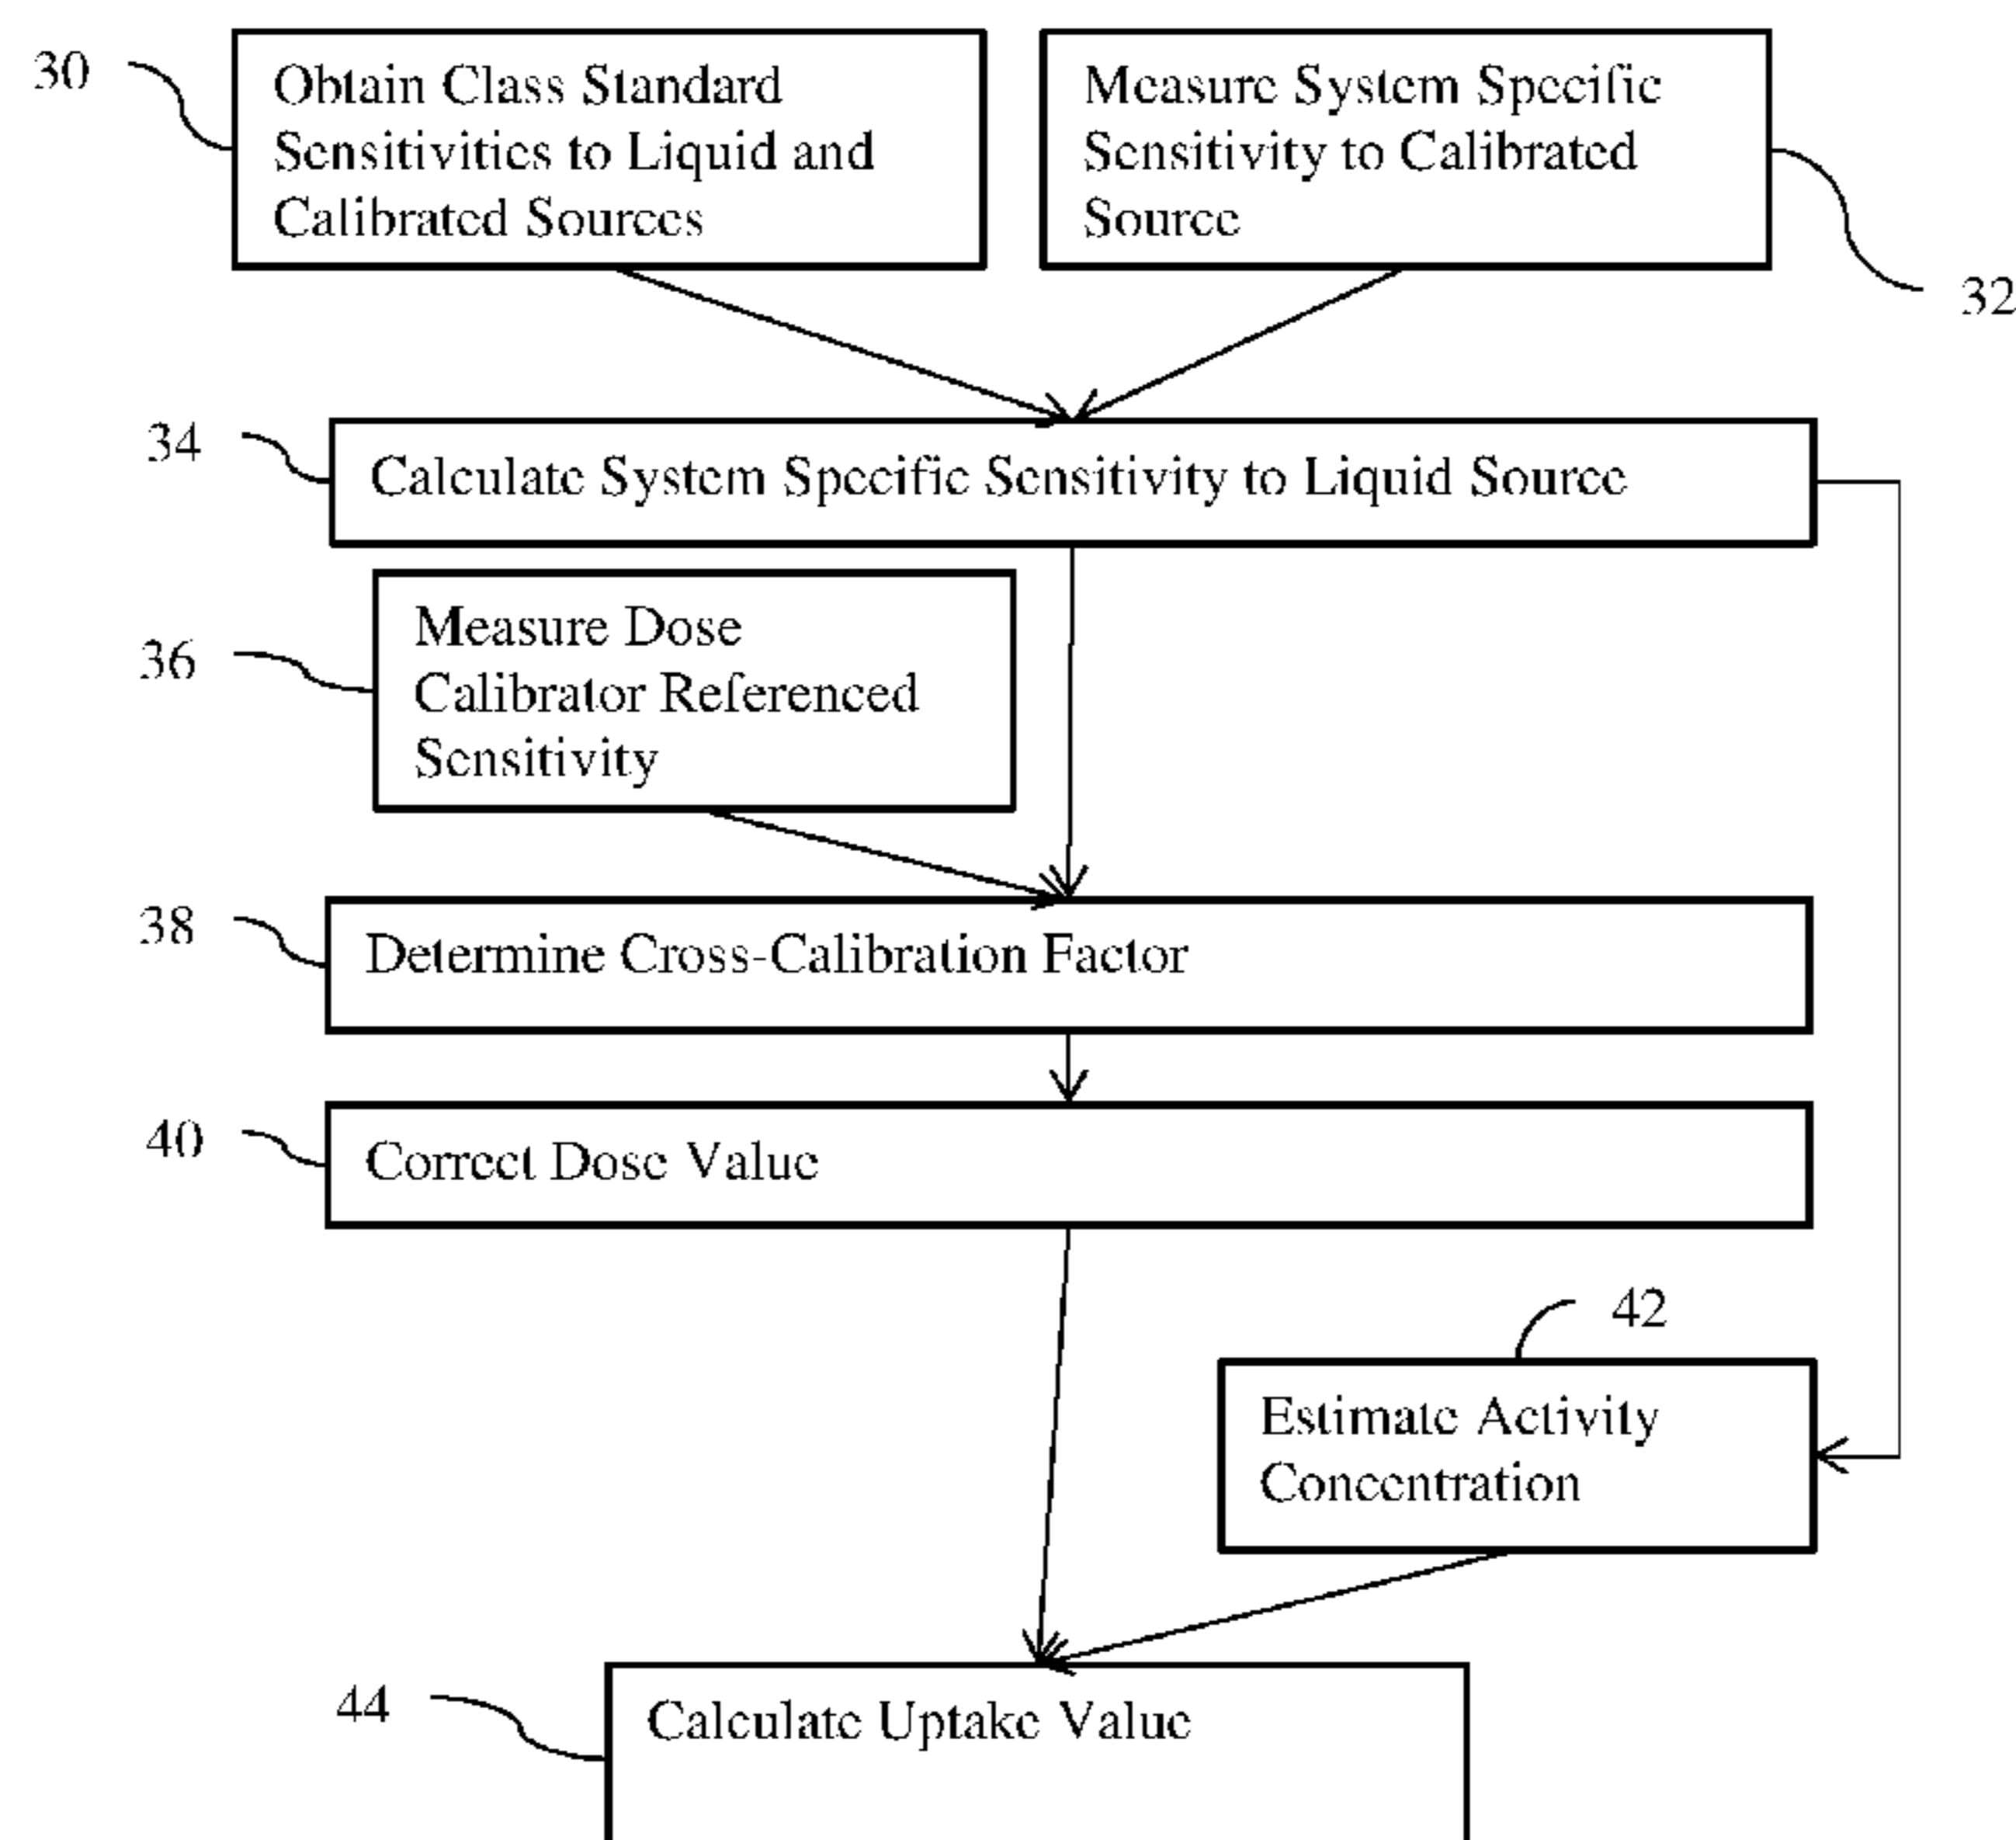 30
Obtain Class Standard
Sensitivities to Liquid and
Calibrated Sources
Measure System Specific
Sensitivity to Calibrated
Source
32
34
Calculate System Specific Sensitivity to Liquid Source
36
Measure Dose
Calibrator Referenced
Sensitivity
38
Determine Cross-Calibration Factor
40
Correct Dose Value
42
Estimate Activity
Concentration
44
Calculate Uptake Value